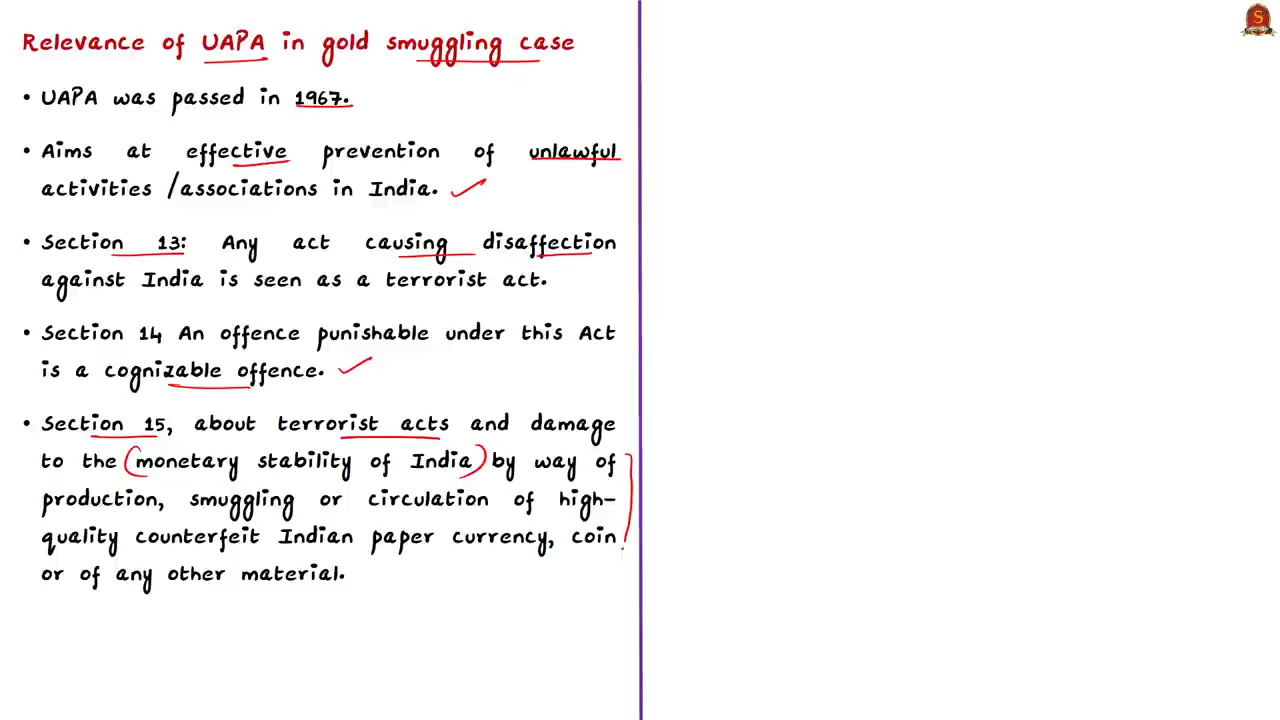 Relevance of UAPA in gold smuggling case
• UAPA was passed in 1967.
• Aims at effective prevention of unlawful
activities /associations in India.
• Section 13: Any act causing disaffection
against India is seen as a terrorist act.
• Section 14 An offence punishable under this Act
is a cognizable offence.
• Section 15, about terrorist acts and damage
to the (monetary stability of India) by way of
production, smuggling or circulation of high-
quality counterfeit Indian paper currency, coin
or of any other material.
S